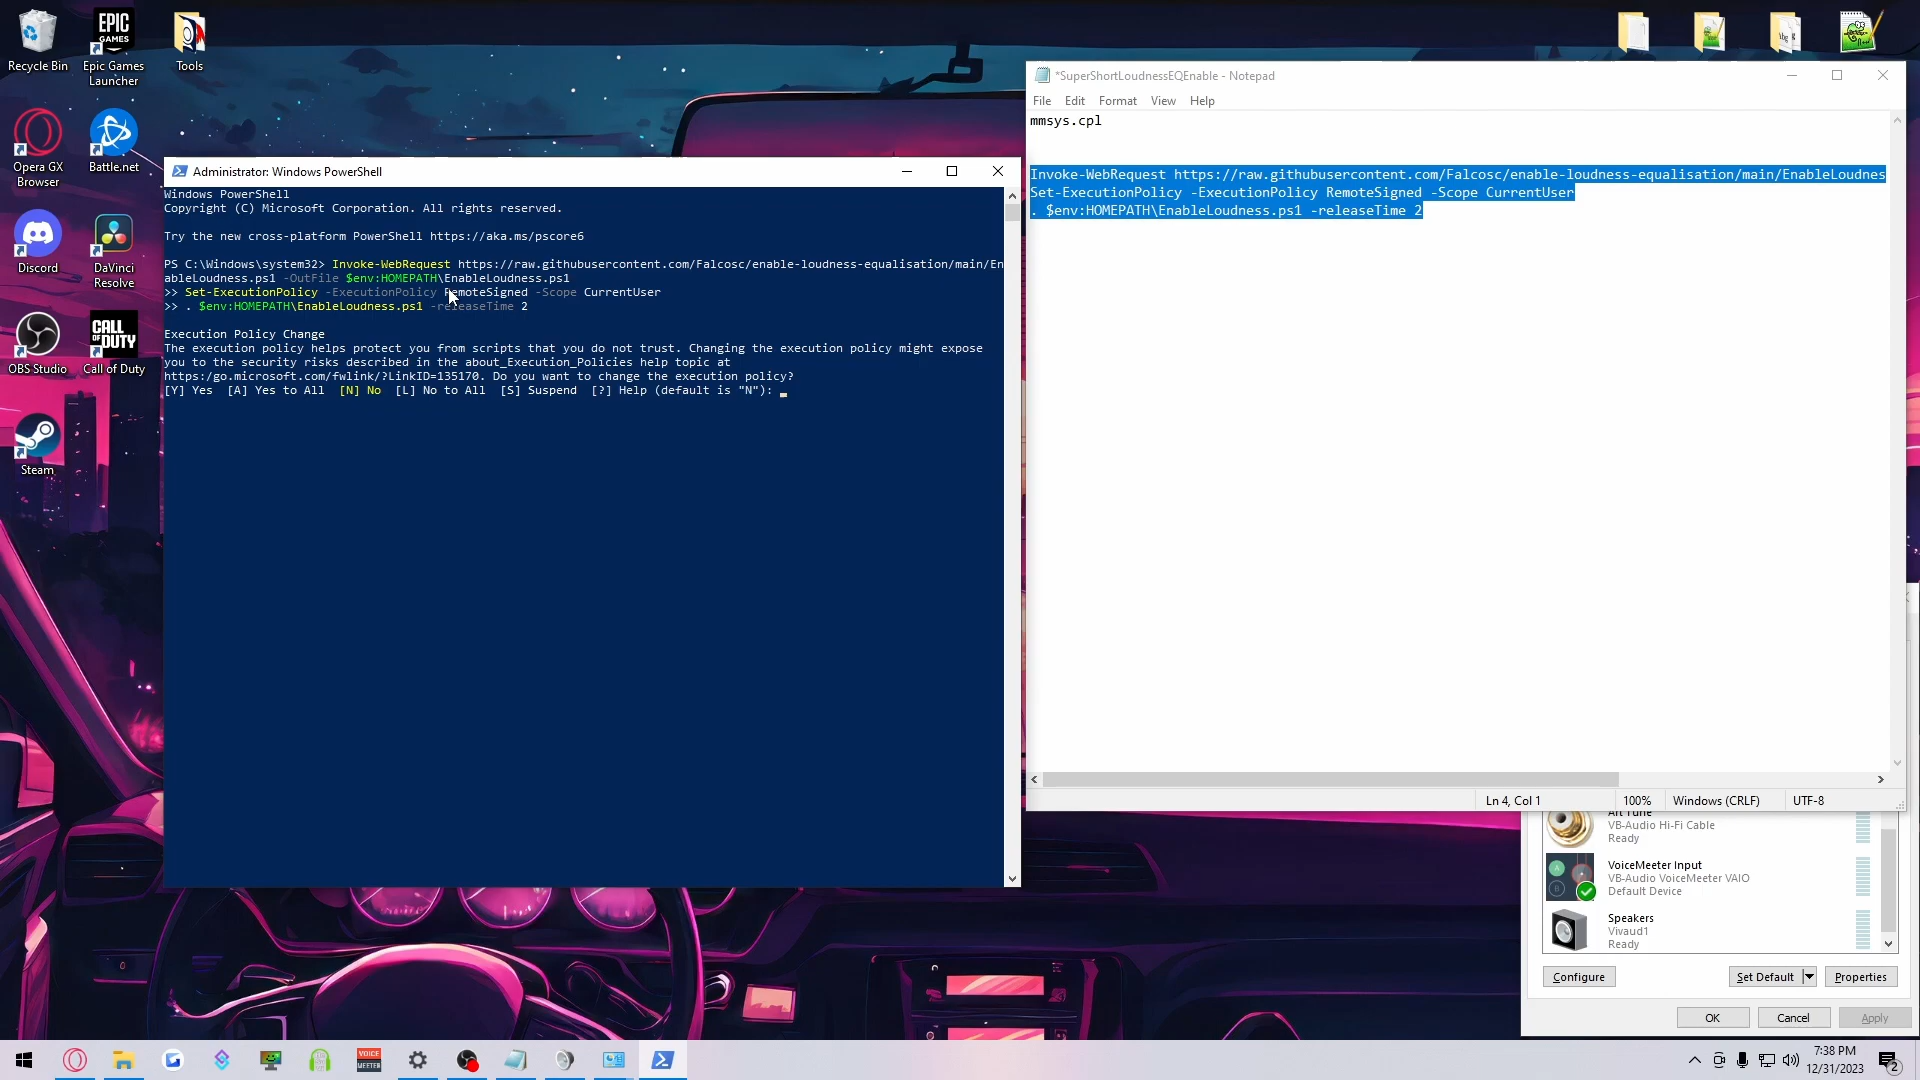 Recycle Bin
EPIC
GAMES
Epic Games
Launcher
Tools
Opera GX
Browser
Battle.net
Discord
DaVinci
Resolve
OBS Studio
CALL
OF DUTY
Call of Duty
Steam
Administrator: Windows PowerShell
Windows PowerShell
Copyright (C) Microsoft Corporation. All rights reserved.
Try the new cross-platform PowerShell https://aka.ms/pscore6
PS C:\Windows\system32> Invoke-WebRequest https://raw.githubusercontent.com/Falcosc/enable-loudness-equalisation/main/En
ableLoudness.ps1 -OutFile $env:HOMEPATH\EnableLoudness.ps1
>> Set-ExecutionPolicy -ExecutionPolicy RemoteSigned -Scope CurrentUser
>> . $env:HOMEPATH\EnableLoudness.ps1 -releaseTime 2
Execution Policy Change
The execution policy helps protect you from scripts that you do not trust. Changing the execution policy might expose
you to the security risks described in the about_Execution_Policies help topic at
https:/go.microsoft.com/fwlink/?LinkID=135170. Do you want to change the execution policy?
[Y] Yes  [A] Yes to All  [N] No  [L] No to All  [S] Suspend  [?] Help (default is "N"):
*SuperShortLoudnessEQEnable - Notepad
File Edit Format View Help
mmsys.cpl
Invoke-WebRequest https://raw.githubusercontent.com/Falcosc/enable-loudness-equalisation/main/EnableLoudnes
Set-ExecutionPolicy -ExecutionPolicy RemoteSigned -Scope CurrentUser
. $env:HOMEPATH\EnableLoudness.ps1 -releaseTime 2
Ln 4, Col 1
100%
Windows (CRLF)
UTF-8
Art Tune
VB-Audio Hi-Fi Cable
Ready
VoiceMeeter Input
VB-Audio VoiceMeeter VAIO
Default Device
Speakers
Vivaud1
Ready
Configure
Set Default
Properties
OK
Cancel
Apply
VOICE
MEETER
7:38 PM
12/31/2023
2